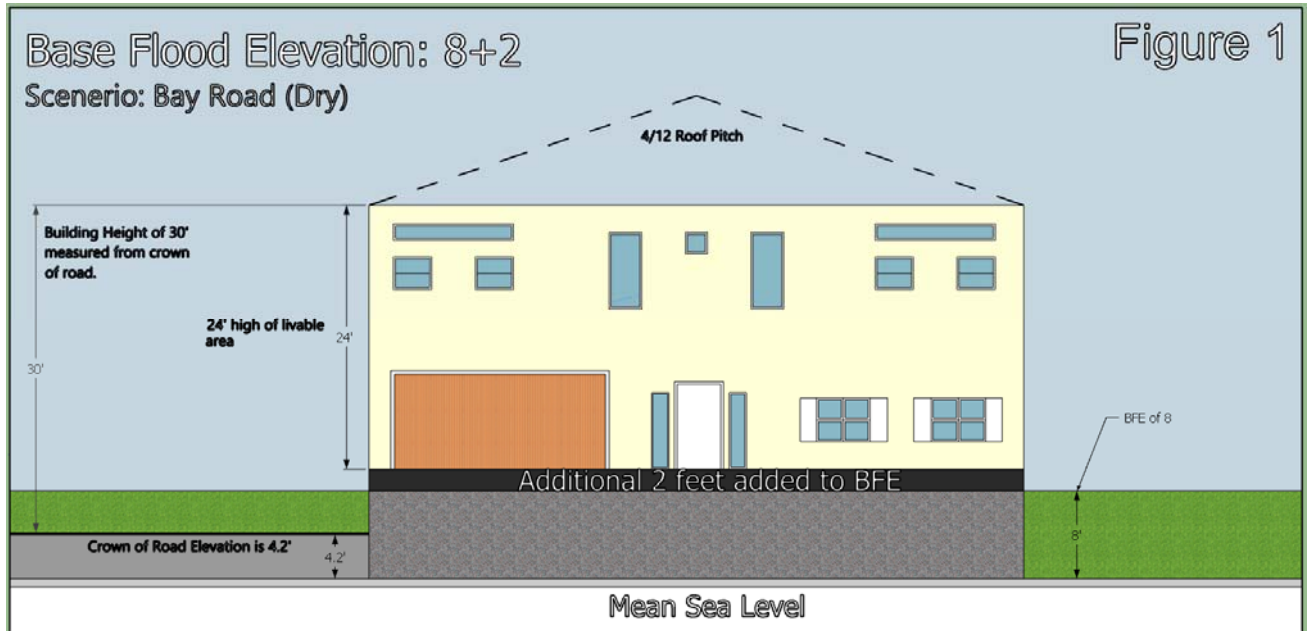 Base Flood Elevation: 8+2
Figure 1
Scenerio: Bay Road (Dry)
4/12 Roof Pitch
Building Height of 30'
measured from crown
of road.
24' high of livable
area
24'
30'
BFE of 8
Additional 2 feet added to BFE
Crown of Road Elevation is 4.2'
4.2'
8'
Mean Sea Level